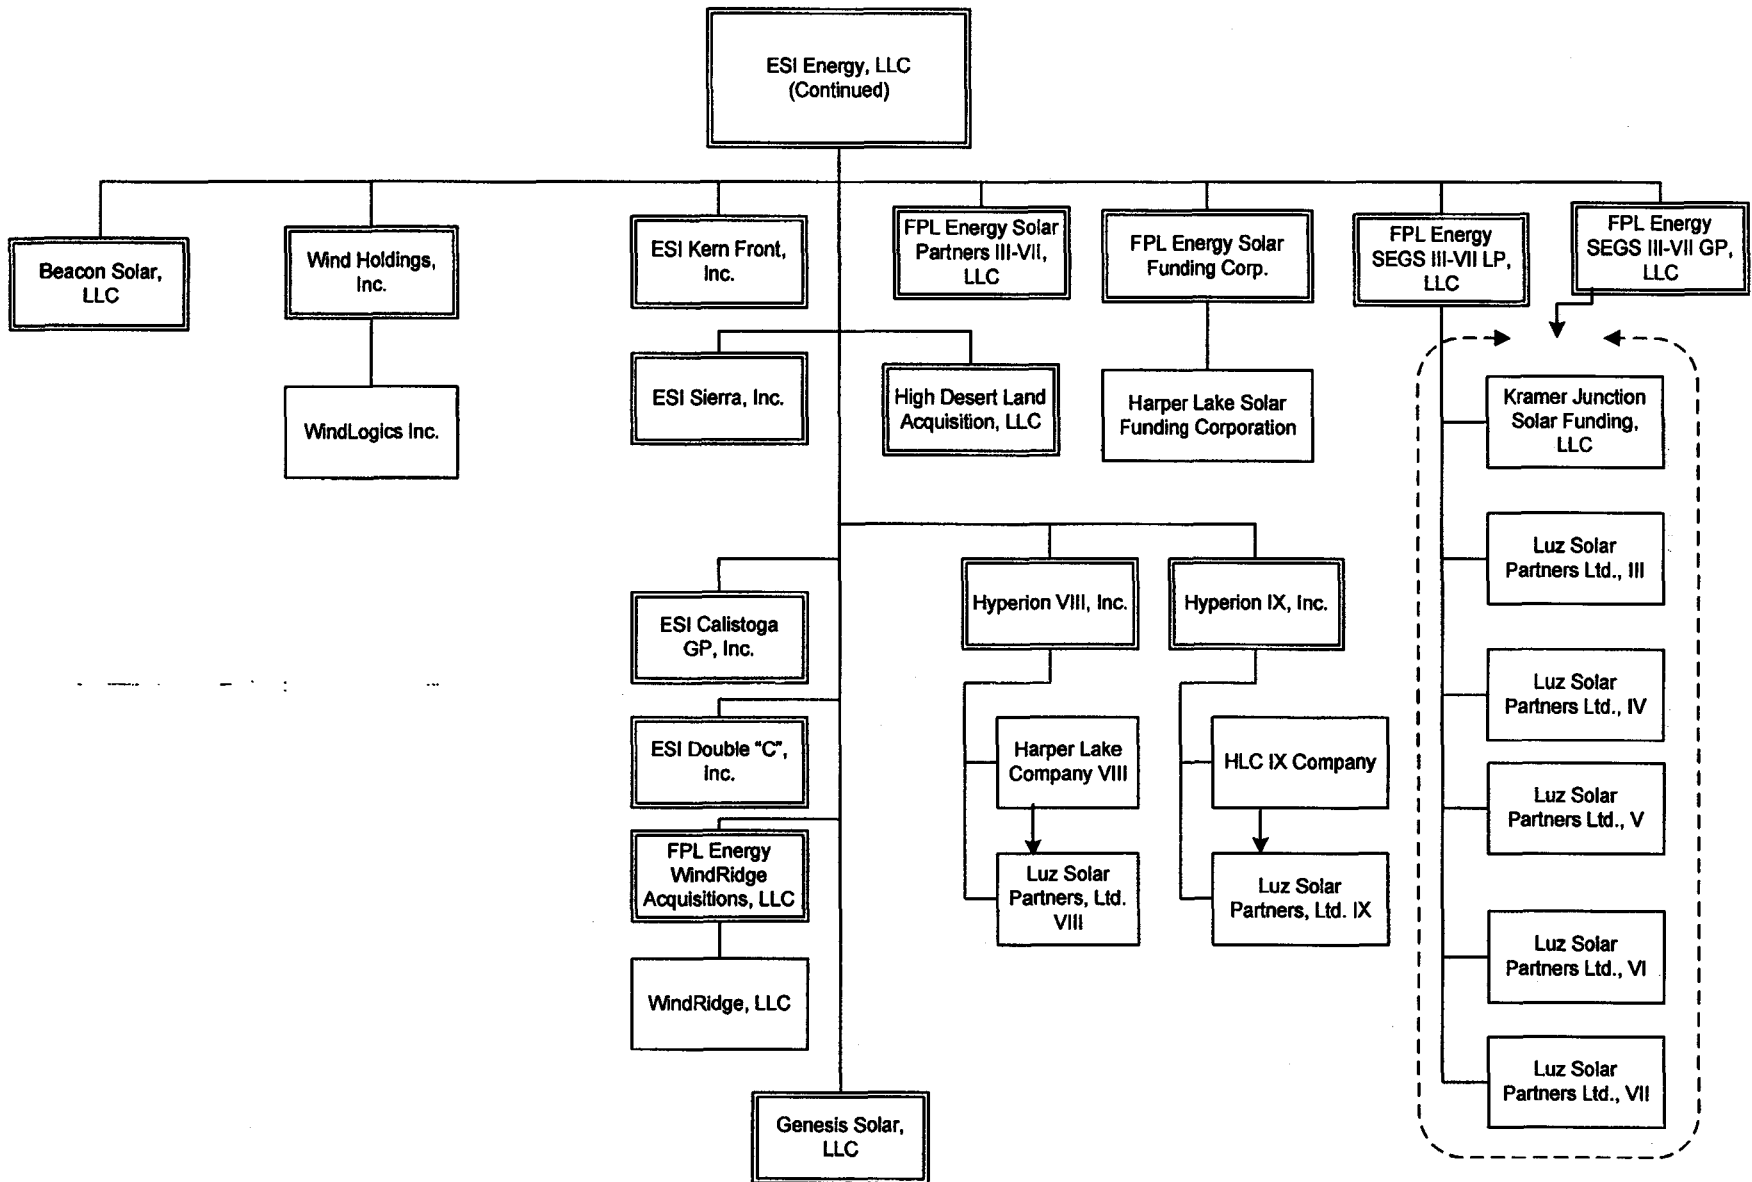 ESI Energy, LLC
(Continued)
Beacon Solar,
LLC
Wind Holdings,
Inc.
ESI Kern Front,
Inc.
FPL Energy Solar
Partners III-VII,
LLC
FPL Energy Solar
Funding Corp.
FPL Energy
SEGS III-VII LP,
LLC
FPL Energy
SEGS III-VII GP,
LLC
WindLogics Inc.
ESI Sierra, Inc.
High Desert Land
Acquisition, LLC
Harper Lake Solar
Funding Corporation
Kramer Junction
Solar Funding,
LLC
Luz Solar
Partners Ltd., III
ESI Calistoga
GP, Inc.
Hyperion VIII, Inc.
Hyperion IX, Inc.
Luz Solar
Partners Ltd., IV
ESI Double "C",
Inc.
Harper Lake
Company VIII
HLC IX Company
Luz Solar
Partners Ltd., V
FPL Energy
WindRidge
Acquisitions, LLC
Luz Solar
Partners, Ltd.
VIII
Luz Solar
Partners, Ltd. IX
Luz Solar
Partners Ltd., VI
WindRidge, LLC
Luz Solar
Partners Ltd., VII
Genesis Solar,
LLC